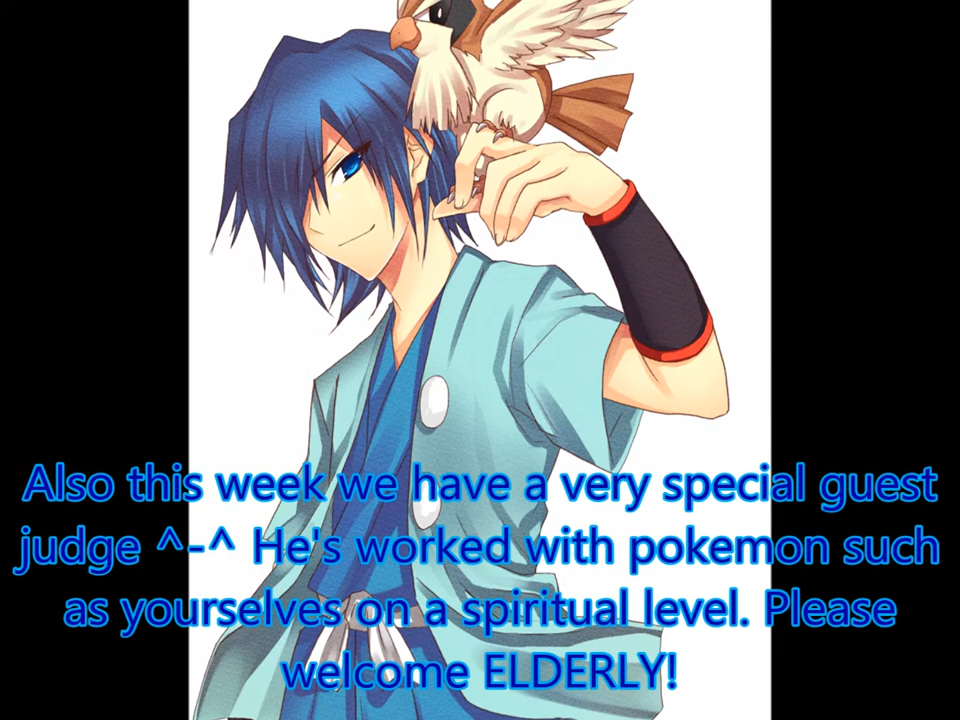 Also this week we have a very special guest
judge ^-^ He's worked with pokemon such
as yourselves on a spiritual level. Please
welcome ELDERLY!